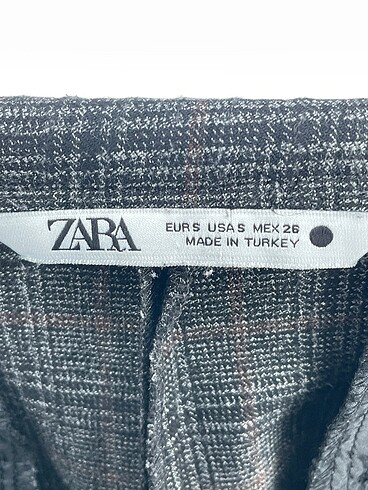 ZARA
EUR S USA S MEX 26
MADE IN TURKEY